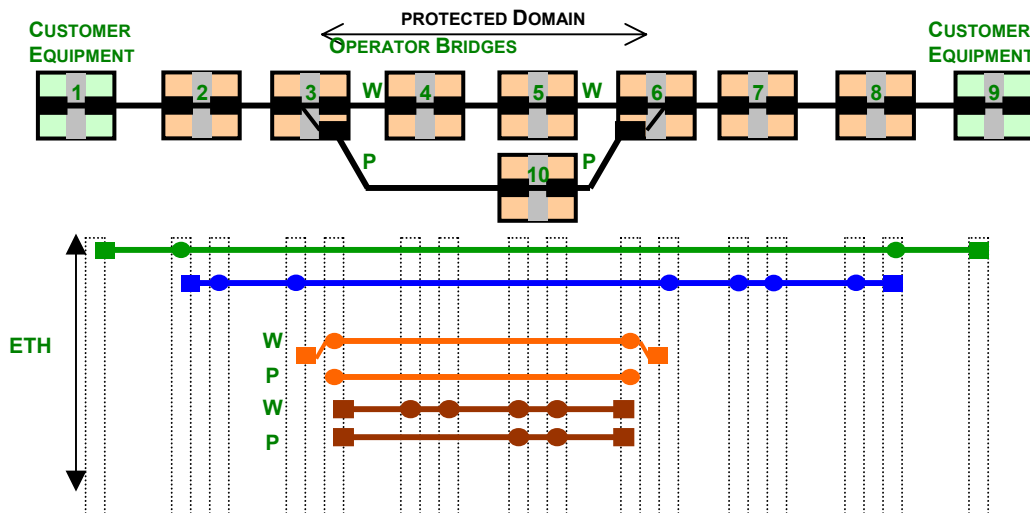 PROTECTED DOMAIN
CUSTOMER
EQUIPMENT
OPERATOR BRIDGES
CUSTOMER
EQUIPMENT
1
2
3
W
4
5
W
6
7
8
9
P
10
P
ETH
W
P
W
P